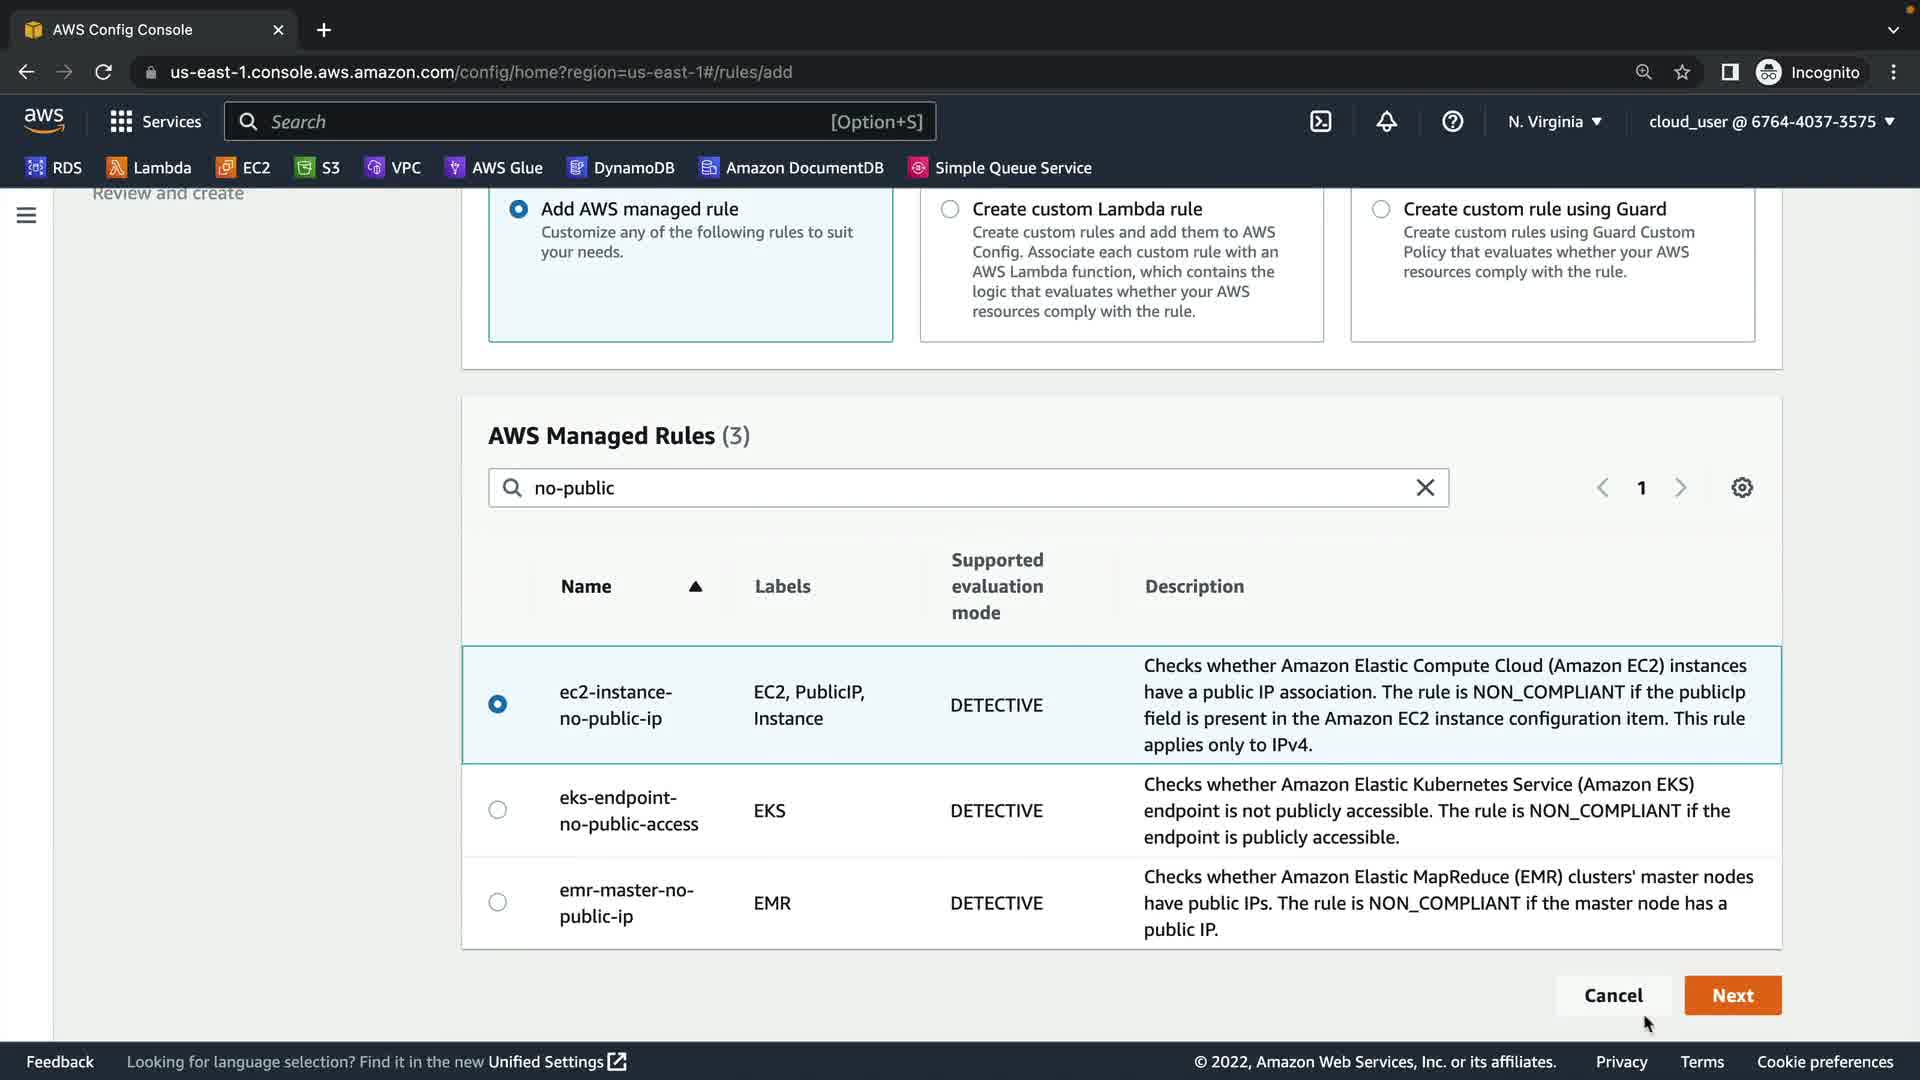 AWS Config Console
us-east-1.console.aws.amazon.com/config/home?region=us-east-1#/rules/add
Incognito
aws
Services
Search
[Option+S]
N. Virginia
cloud_user @ 6764-4037-3575
RDS
Lambda
EC2
S3
VPC
AWS Glue
DynamoDB
Amazon DocumentDB
Simple Queue Service
Review and create
Add AWS managed rule
Customize any of the following rules to suit
your needs.
Create custom Lambda rule
Create custom rules and add them to AWS
Config. Associate each custom rule with an
AWS Lambda function, which contains the
logic that evaluates whether your AWS
resources comply with the rule.
Create custom rule using Guard
Create custom rules using Guard Custom
Policy that evaluates whether your AWS
resources comply with the rule.
AWS Managed Rules (3)
no-public
1
Name
Labels
Supported
evaluation
mode
Description
ec2-instance-
no-public-ip
EC2, PublicIP,
Instance
DETECTIVE
Checks whether Amazon Elastic Compute Cloud (Amazon EC2) instances
have a public IP association. The rule is NON_COMPLIANT if the publicIp
field is present in the Amazon EC2 instance configuration item. This rule
applies only to IPv4.
eks-endpoint-
no-public-access
EKS
DETECTIVE
Checks whether Amazon Elastic Kubernetes Service (Amazon EKS)
endpoint is not publicly accessible. The rule is NON_COMPLIANT if the
endpoint is publicly accessible.
emr-master-no-
public-ip
EMR
DETECTIVE
Checks whether Amazon Elastic MapReduce (EMR) clusters' master nodes
have public IPs. The rule is NON_COMPLIANT if the master node has a
public IP.
Cancel
Next
Feedback
Looking for language selection? Find it in the new Unified Settings
© 2022, Amazon Web Services, Inc. or its affiliates.
Privacy
Terms
Cookie preferences